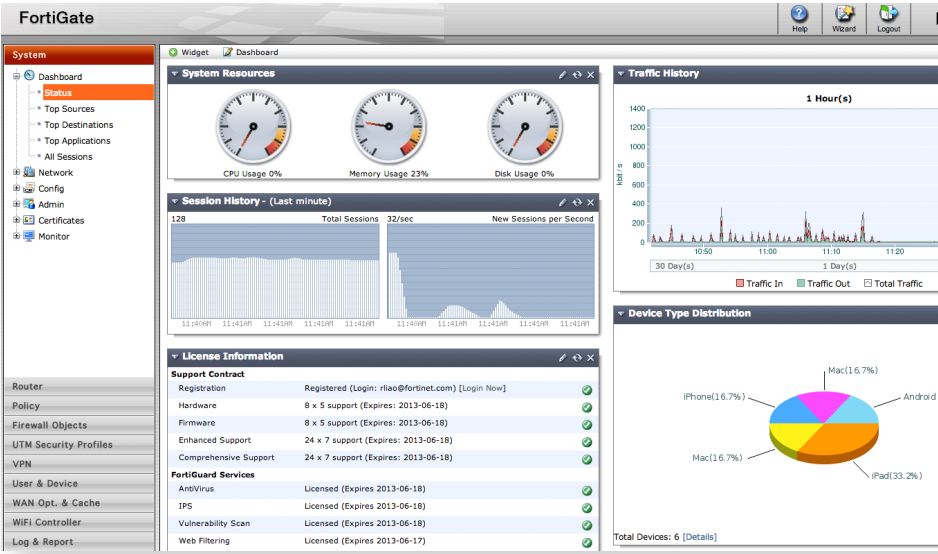 FortiGate
Help
Wizard
Logout
System
Dashboard
Status
Top Sources
Top Destinations
Top Applications
All Sessions
Network
Config
Admin
Certificates
Monitor
Router
Policy
Firewall Objects
UTM Security Profiles
VPN
User & Device
WAN Opt. & Cache
WiFi Controller
Log & Report
Widget Dashboard
System Resources
CPU Usage 0% Memory Usage 23% Disk Usage 0%
Session History - (Last minute)
128 Total Sessions 32/sec New Sessions per Second
11:40AM 11:41AM 11:41AM 11:41AM 11:41AM 11:40AM 11:41AM 11:41AM 11:41AM 11:41AM
License Information
Support Contract
Registration Registered (Login: rliao@fortinet.com) [Login Now]
Hardware 8 x 5 support (Expires: 2013-06-18)
Firmware 8 x 5 support (Expires: 2013-06-18)
Enhanced Support 24 x 7 support (Expires: 2013-06-18)
Comprehensive Support 24 x 7 support (Expires: 2013-06-18)
FortiGuard Services
AntiVirus Licensed (Expires 2013-06-18)
IPS Licensed (Expires 2013-06-18)
Vulnerability Scan Licensed (Expires 2013-06-18)
Web Filtering Licensed (Expires 2013-06-17)
Traffic History
1 Hour(s)
kbit / s
1400
1200
1000
800
600
400
200
0
10:50 11:00 11:10 11:20
30 Day(s) 1 Day(s)
Traffic In Traffic Out Total Traffic
Device Type Distribution
Mac(16.7%)
iPhone(16.7%)
Android
Mac(16.7%)
iPad(33.2%)
Total Devices: 6 [Details]